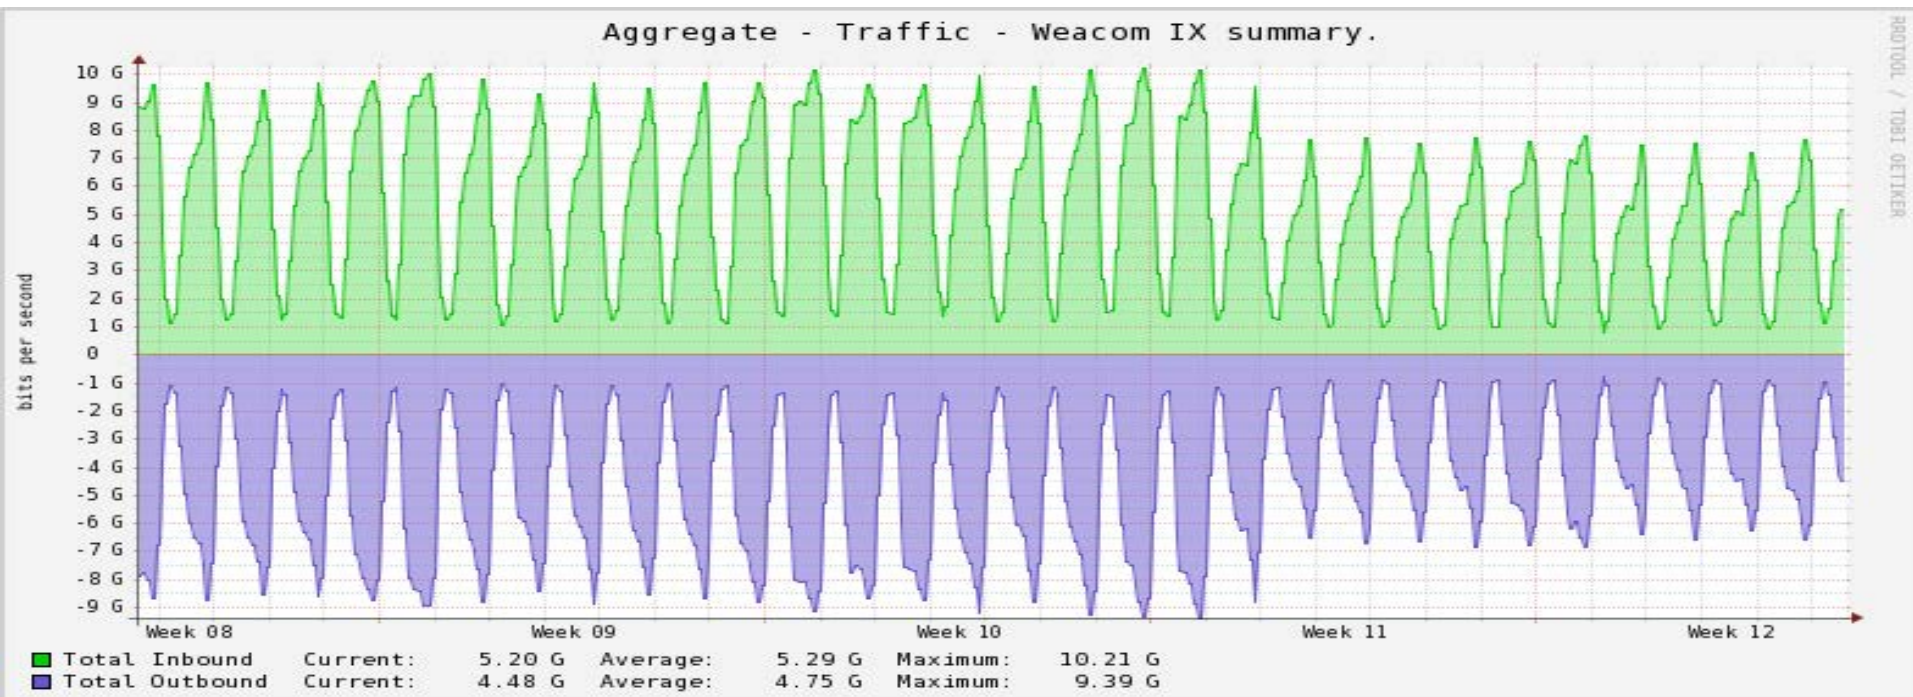 Aggregate - Traffic - Weacom IX summary.
RRDTOOL / TOBI OETIKER
bits per second
10 G
9 G
8 G
7 G
6 G
5 G
4 G
3 G
2 G
1 G
0
-1 G
-2 G
-3 G
-4 G
-5 G
-6 G
-7 G
-8 G
-9 G
Week 08 Week 09 Week 10 Week 11 Week 12
Total Inbound Current: 5.20 G Average: 5.29 G Maximum: 10.21 G
Total Outbound Current: 4.48 G Average: 4.75 G Maximum: 9.39 G